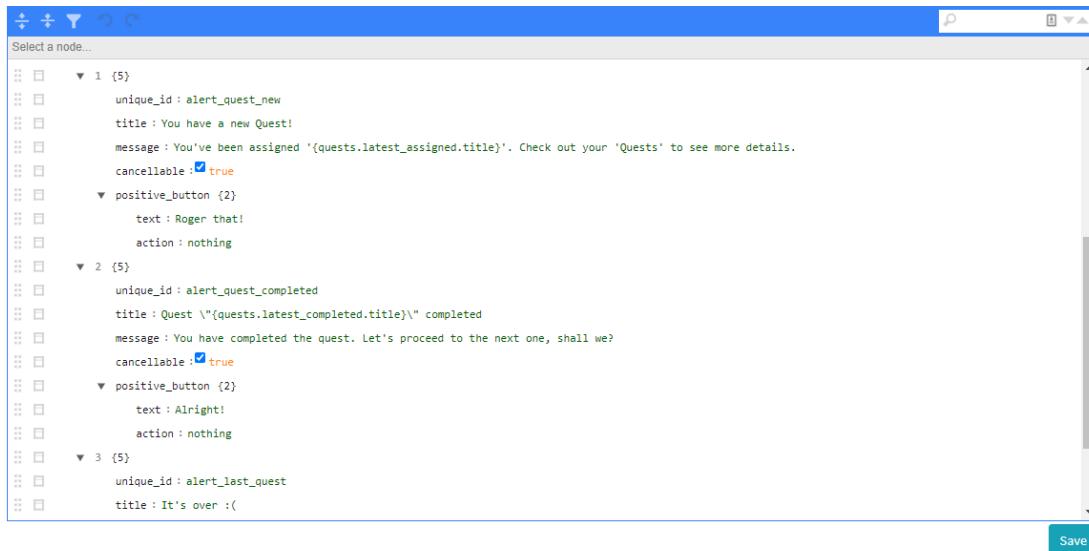 Select a node...
▼ 1 {5}
unique_id : alert_quest_new
title : You have a new Quest!
message : You've been assigned '{quests.latest_assigned.title}'. Check out your 'Quests' to see more details.
cancellable : true
▼ positive_button {2}
text : Roger that!
action : nothing
▼ 2 {5}
unique_id : alert_quest_completed
title : Quest \"{quests.latest_completed.title}\" completed
message : You have completed the quest. Let's proceed to the next one, shall we?
cancellable : true
▼ positive_button {2}
text : Alright!
action : nothing
▼ 3 {5}
unique_id : alert_last_quest
title : It's over :(
Save